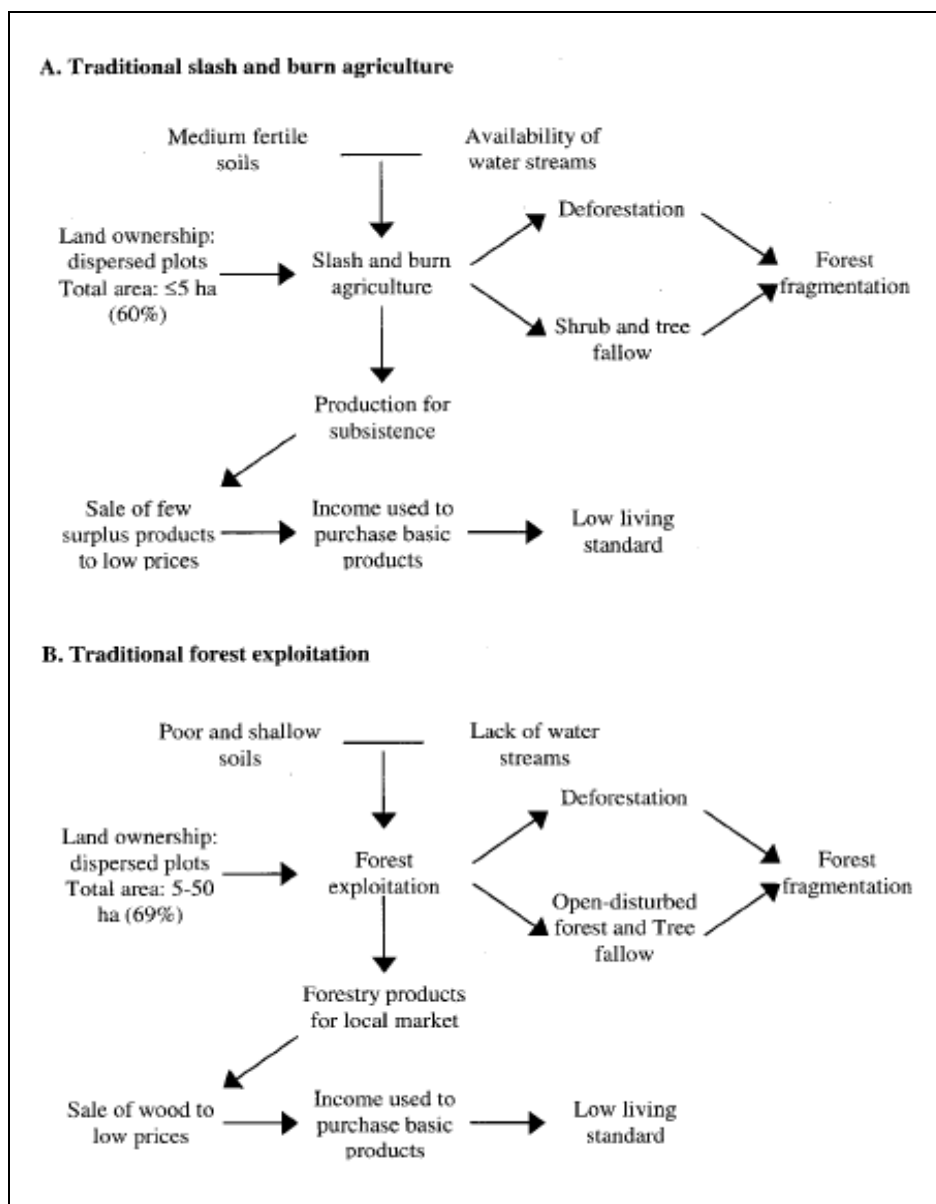 A. Traditional slash and burn agriculture
Medium fertile
soils
Availability of
water streams
Deforestation
Land ownership:
dispersed plots
Total area: ≤5 ha
(60%)
Slash and burn
agriculture
Forest
fragmentation
Shrub and tree
fallow
Production for
subsistence
Sale of few
surplus products
to low prices
Income used to
purchase basic
products
Low living
standard
B. Traditional forest exploitation
Poor and shallow
soils
Lack of water
streams
Deforestation
Land ownership:
dispersed plots
Total area: 5-50
ha (69%)
Forest
exploitation
Forest
fragmentation
Open-disturbed
forest and Tree
fallow
Forestry products
for local market
Sale of wood to
low prices
Income used to
purchase basic
products
Low living
standard